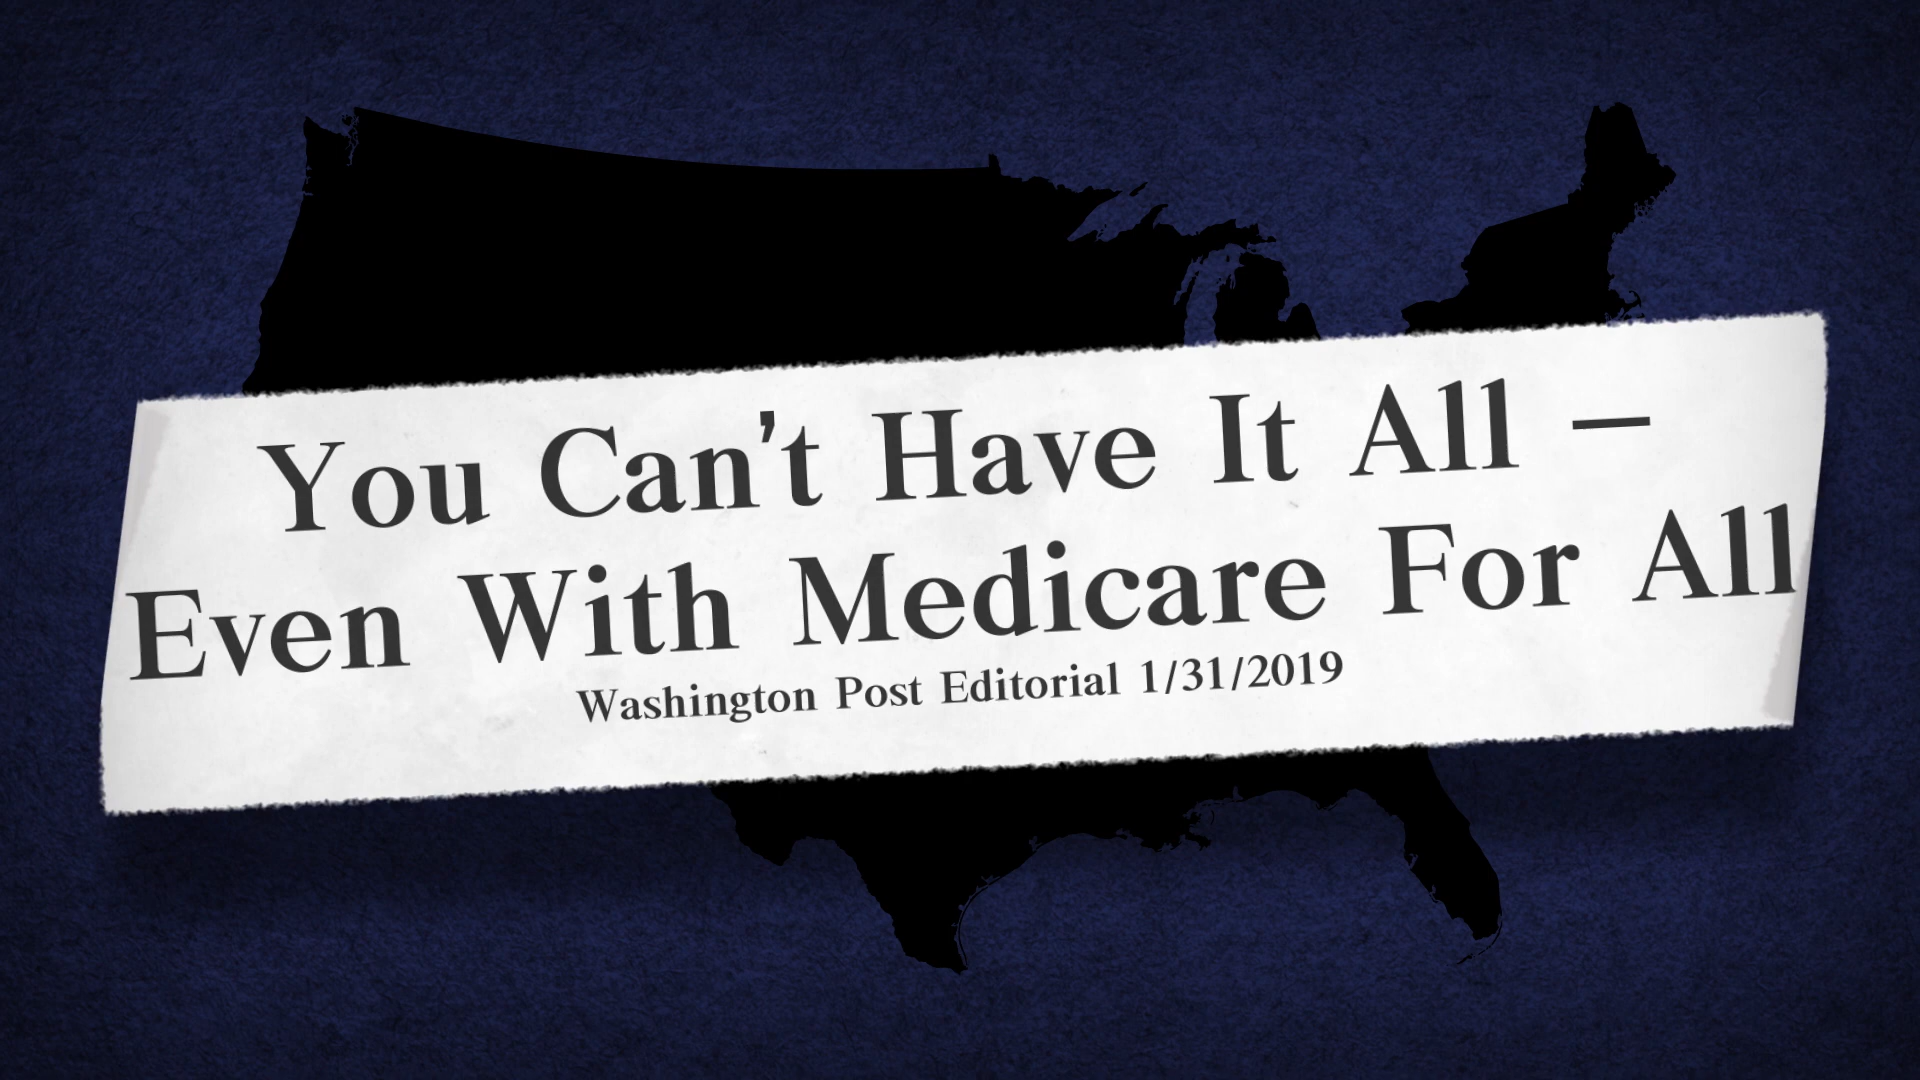 You Can't Have It All –
Even With Medicare For All
Washington Post Editorial 1/31/2019